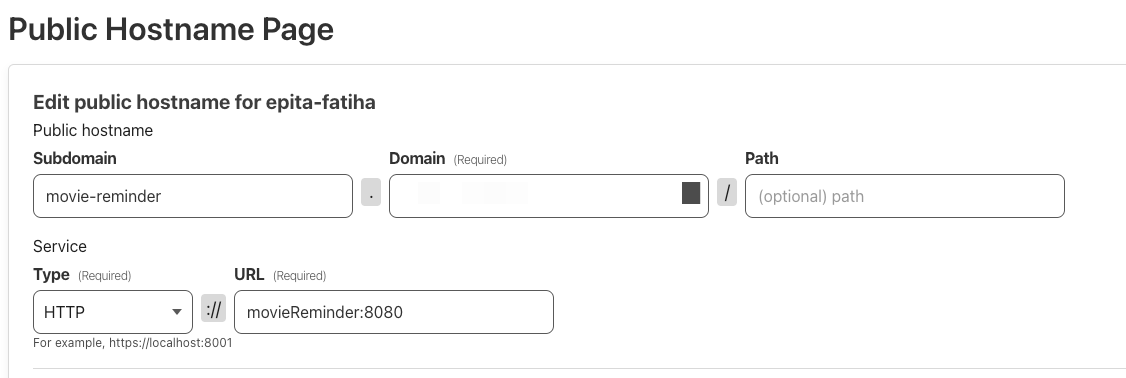 Public Hostname Page
Edit public hostname for epita-fatiha
Public hostname
Subdomain Domain (Required) Path
movie-reminder . / (optional) path
Service
Type (Required) URL (Required)
HTTP :// movieReminder:8080
For example, https://localhost:8001